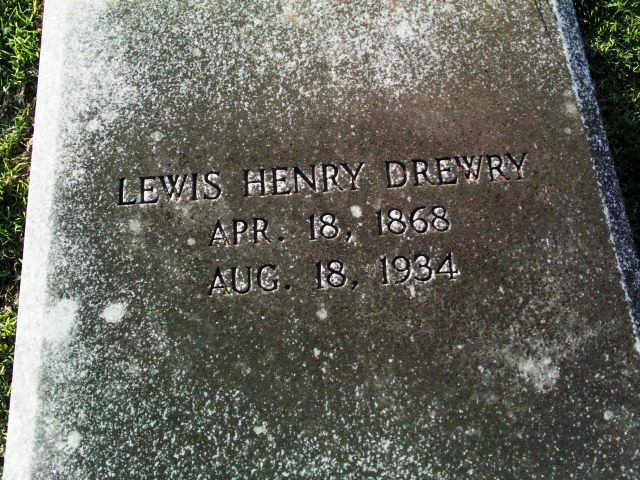 LEWIS HENRY DREWRY
APR. 18, 1868
AUG. 18, 1934